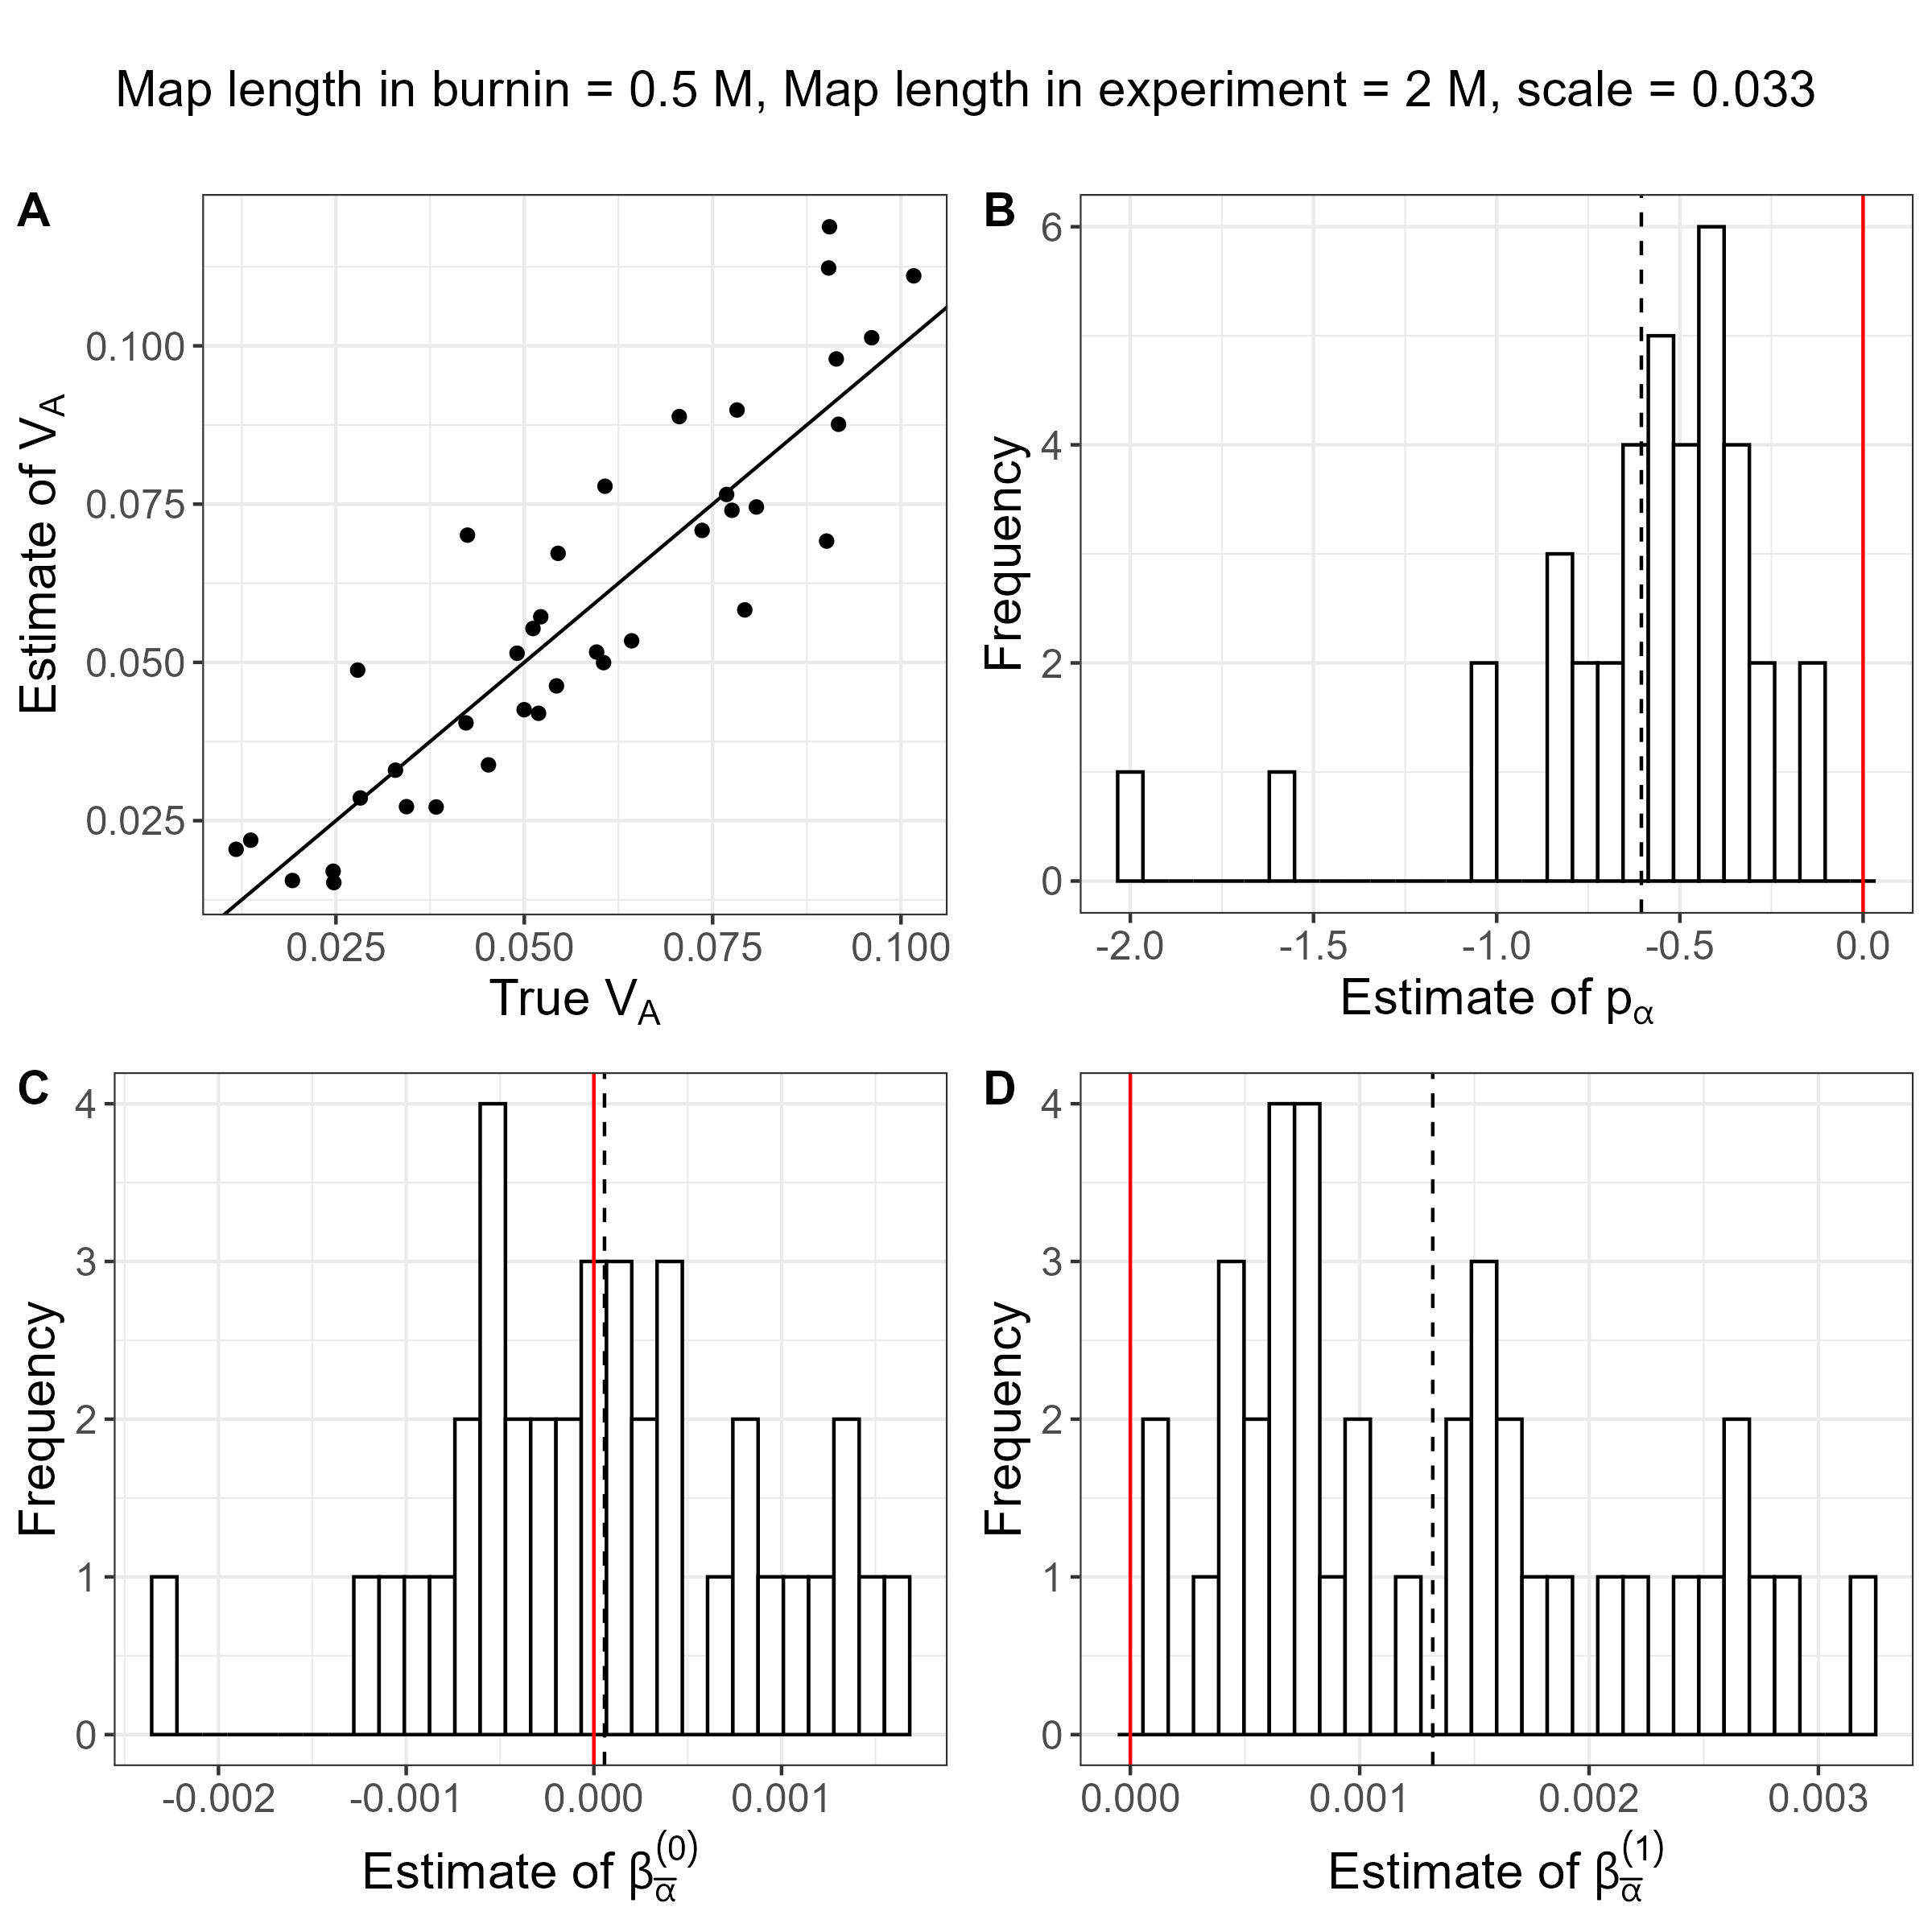 Map length in burnin = 0.5 M, Map length in experiment = 2 M, scale = 0.033
A
Estimate of V_A
0.100
0.075
0.050
0.025
0.025 0.050 0.075 0.100
True V_A
B
Frequency
6
4
2
0
-2.0 -1.5 -1.0 -0.5 0.0
Estimate of p_α
C
Frequency
4
3
2
1
0
-0.002 -0.001 0.000 0.001
Estimate of β_α̅^(0)
D
Frequency
4
3
2
1
0
0.000 0.001 0.002 0.003
Estimate of β_α̅^(1)